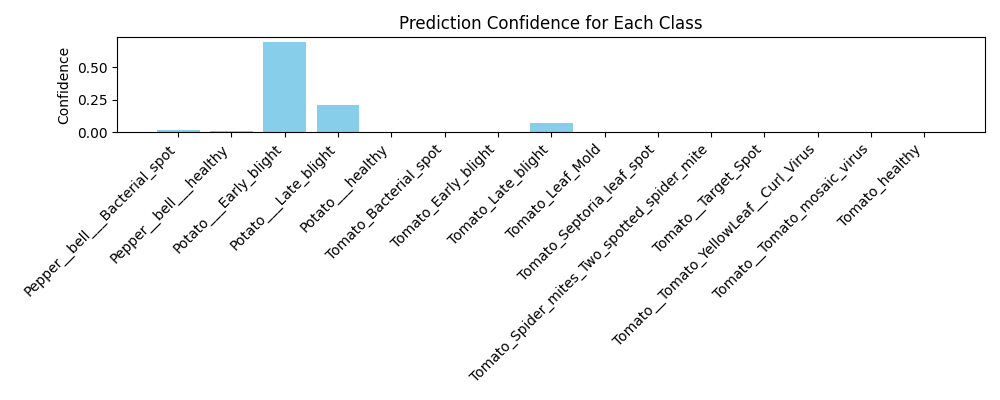 Prediction Confidence for Each Class
Confidence
0.50
0.25
0.00
Pepper__bell___Bacterial_spot
Pepper__bell___healthy
Potato___Early_blight
Potato___Late_blight
Potato___healthy
Tomato_Bacterial_spot
Tomato_Early_blight
Tomato_Late_blight
Tomato_Leaf_Mold
Tomato_Septoria_leaf_spot
Tomato_Spider_mites_Two_spotted_spider_mite
Tomato__Target_Spot
Tomato__Tomato_YellowLeaf__Curl_Virus
Tomato__Tomato_mosaic_virus
Tomato_healthy